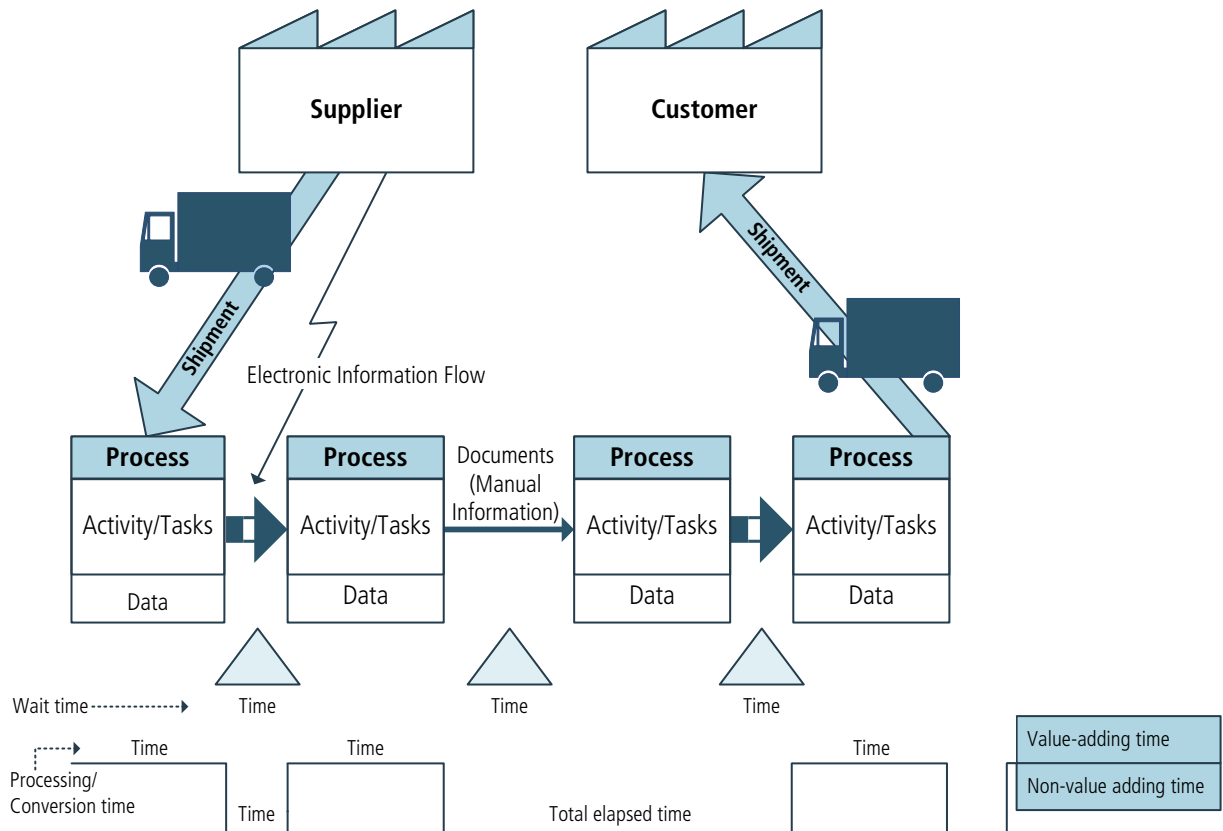 Supplier
Customer
Shipment
Shipment
Electronic Information Flow
Process
Process
Documents
(Manual
Information)
Process
Process
Activity/Tasks
Activity/Tasks
Activity/Tasks
Activity/Tasks
Data
Data
Data
Data
Wait time
Time
Time
Time
Time
Time
Time
Value-adding time
Processing/
Conversion time
Time
Total elapsed time
Non-value adding time